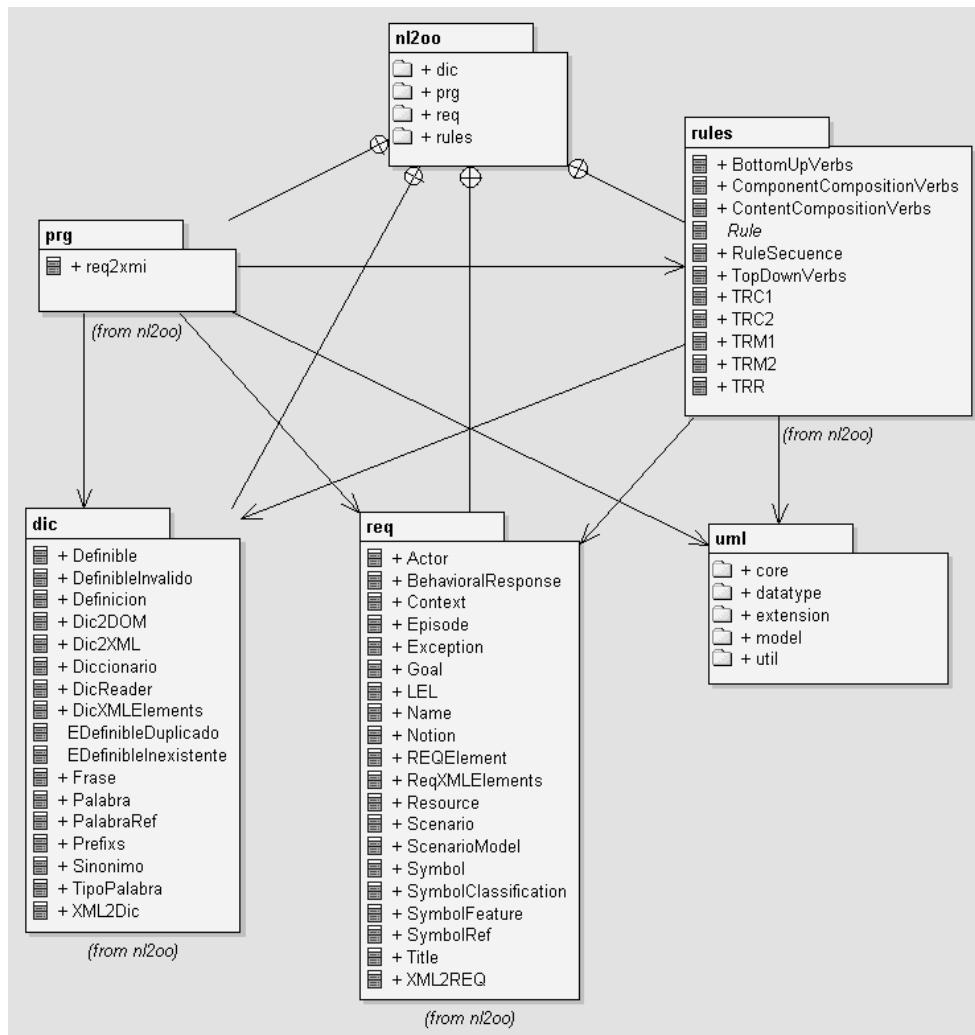 nl2oo
+ dic
+ prg
+ req
+ rules
rules
+ BottomUpVerbs
+ ComponentCompositionVerbs
+ ContentCompositionVerbs
Rule
+ RuleSecuence
+ TopDownVerbs
+ TRC1
+ TRC2
+ TRM1
+ TRM2
+ TRR
(from nl2oo)
prg
+ req2xmi
(from nl2oo)
dic
+ Definible
+ DefinibleInvalido
+ Definicion
+ Dic2DOM
+ Dic2XML
+ Diccionario
+ DicReader
+ DicXMLElements
EDefinibleDuplicado
EDefinibleInexistente
+ Frase
+ Palabra
+ PalabraRef
+ Prefixs
+ Sinonimo
+ TipoPalabra
+ XML2Dic
(from nl2oo)
req
+ Actor
+ BehavioralResponse
+ Context
+ Episode
+ Exception
+ Goal
+ LEL
+ Name
+ Notion
+ REQElement
+ ReqXMLElements
+ Resource
+ Scenario
+ ScenarioModel
+ Symbol
+ SymbolClassification
+ SymbolFeature
+ SymbolRef
+ Title
+ XML2REQ
(from nl2oo)
uml
+ core
+ datatype
+ extension
+ model
+ util